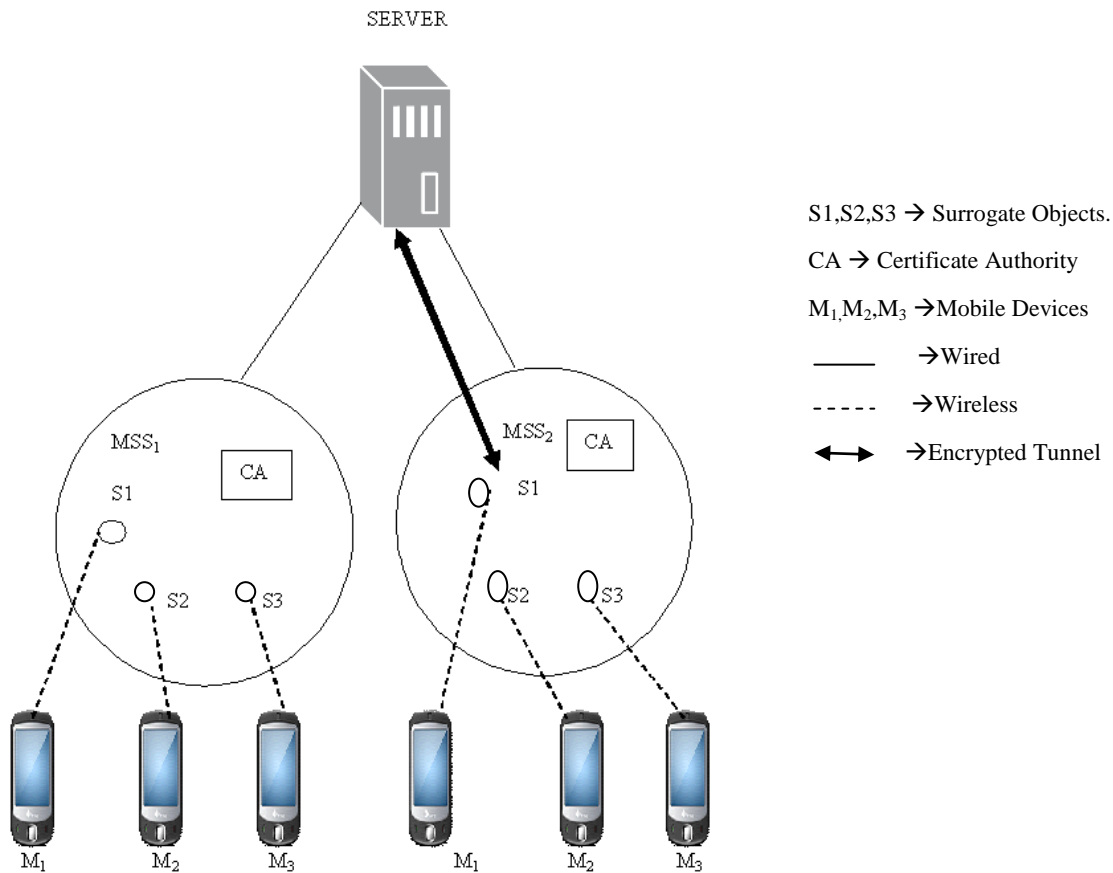 SERVER
S1,S2,S3 → Surrogate Objects.
CA → Certificate Authority
M₁,M₂,M₃ →Mobile Devices
→Wired
→Wireless
→Encrypted Tunnel
MSS₁
CA
S1
S2
S3
MSS₂
CA
S1
S2
S3
M₁
M₂
M₃
M₁
M₂
M₃